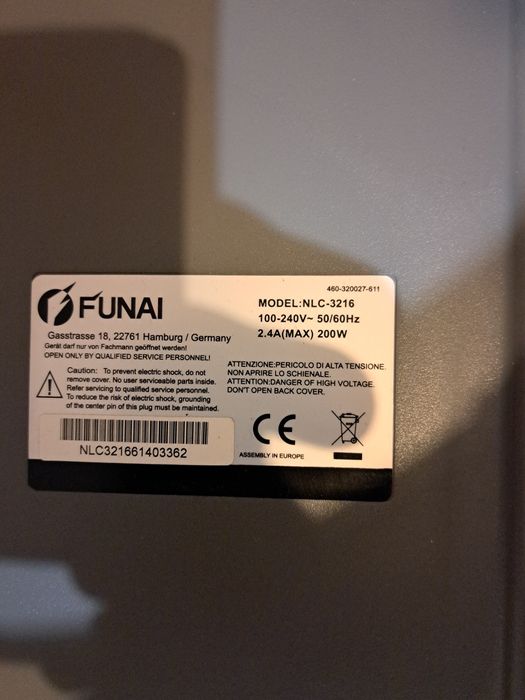 460-320027-611
FUNAI
MODEL:NLC-3216
100-240V~ 50/60Hz
2.4A(MAX) 200W
Gasstrasse 18, 22761 Hamburg / Germany
Gerät darf nur von Fachmann geöffnet werden!
OPEN ONLY BY QUALIFIED SERVICE PERSONNEL!
Caution: To prevent electric shock, do not
remove cover. No user serviceable parts inside.
Refer servicing to qualified service personnel.
To reduce the risk of electric shock, grounding
of the center pin of this plug must be maintained.
ATTENZIONE:PERICOLO DI ALTA TENSIONE.
NON APRIRE LO SCHIENALE.
ATTENTION:DANGER OF HIGH VOLTAGE.
DON'T OPEN BACK COVER.
NLC321661403362
CE
ASSEMBLY IN EUROPE